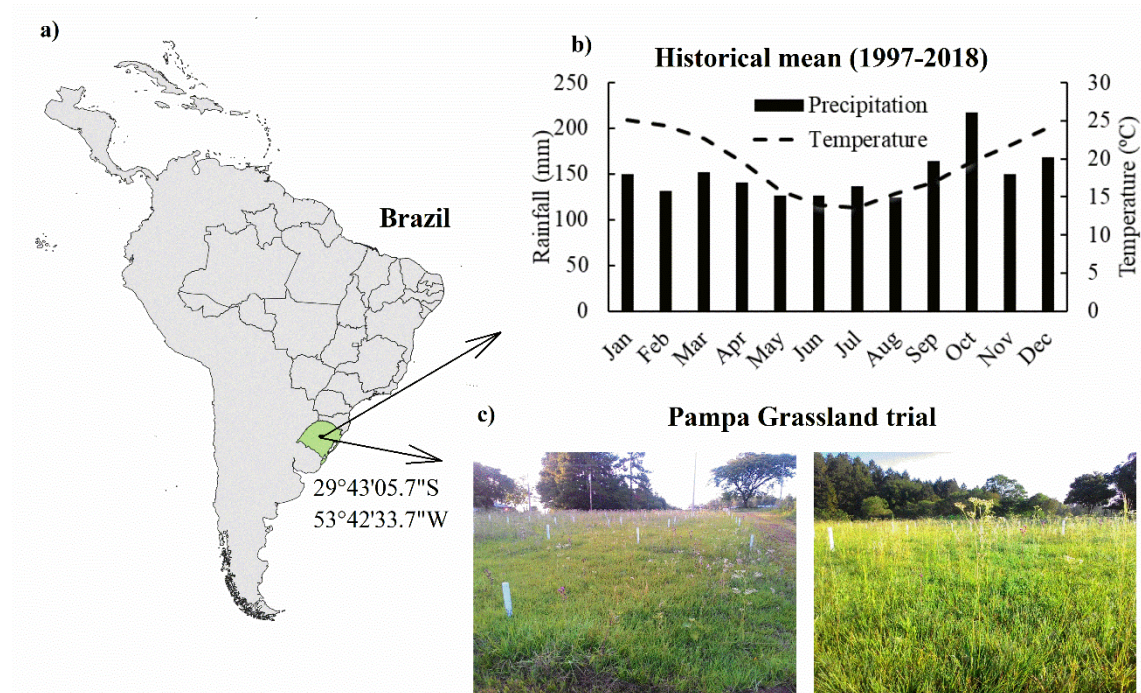 a)
Brazil
29°43'05.7"S
53°42'33.7"W
b)
Historical mean (1997-2018)
Precipitation
Temperature
Rainfall (mm)
250
200
150
100
50
0
Temperature (ºC)
30
25
20
15
10
5
0
Jan Feb Mar Apr May Jun Jul Aug Sep Oct Nov Dec
c)
Pampa Grassland trial